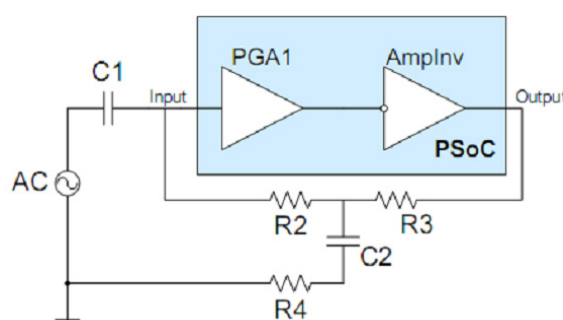 PGA1
AmpInv
C1
Input
Output
PSoC
AC
R2
R3
C2
R4